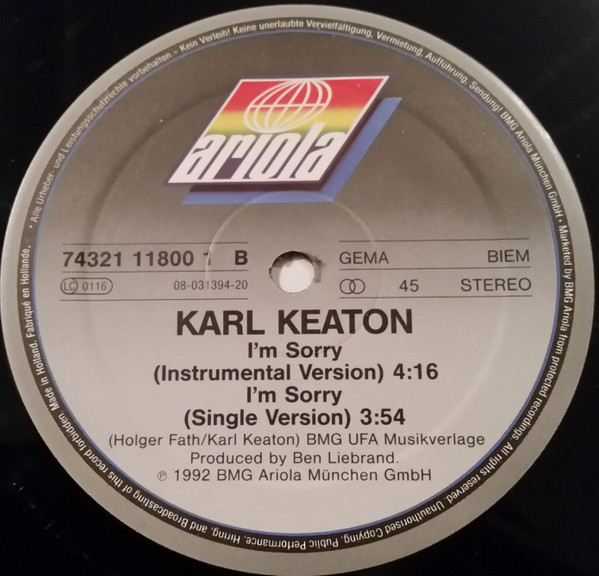 • Alle Urheber- und Leistungsschutzrechte vorbehalten – Kein Verleih! Keine unerlaubte Vervielfältigung, Vermietung, Aufführung, Sendung! BMG Ariola München GmbH • Marketed by BMG Ariola from protected recordings. All rights reserved. Unauthorised Copying, Public Performance, Hiring, and Broadcasting of this record forbidden. Made in Holland. Fabriqué en Hollande.
ariola
74321 11800 1 B GEMA BIEM
LC 0116 08-031394-20 45 STEREO
KARL KEATON
I'm Sorry
(Instrumental Version) 4:16
I'm Sorry
(Single Version) 3:54
(Holger Fath/Karl Keaton) BMG UFA Musikverlage
Produced by Ben Liebrand.
℗ 1992 BMG Ariola München GmbH